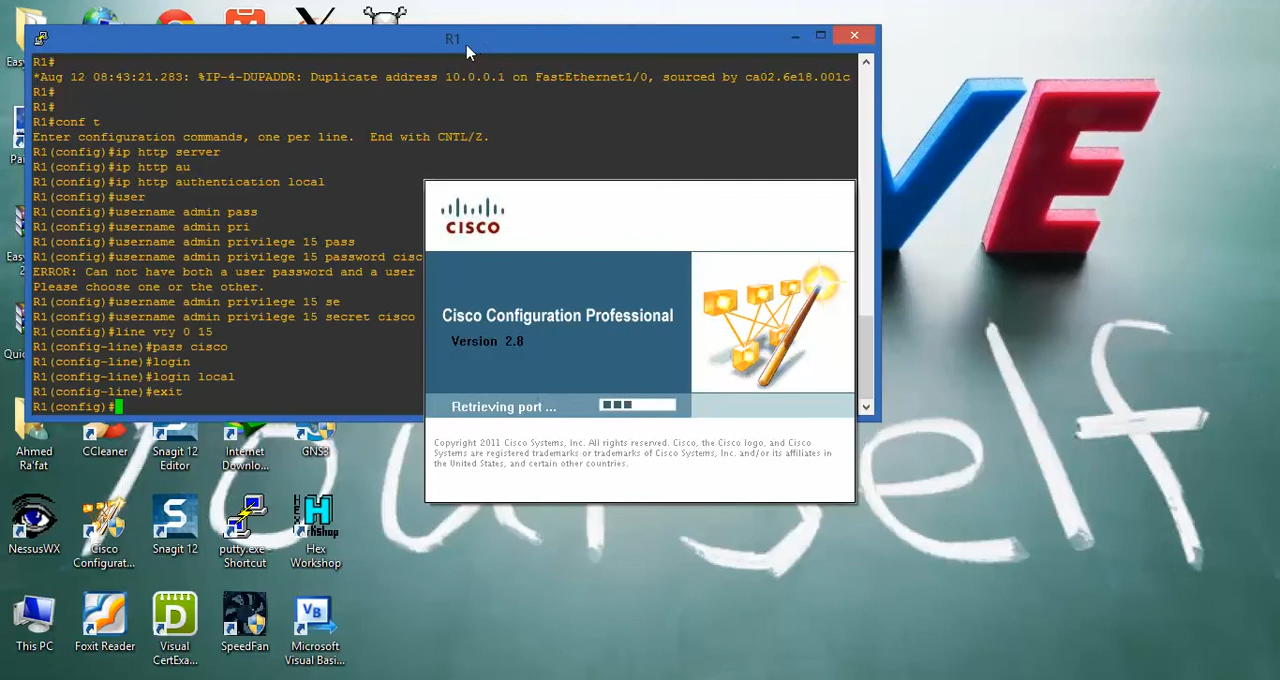 R1
R1#
*Aug 12 08:43:21.283: %IP-4-DUPADDR: Duplicate address 10.0.0.1 on FastEthernet1/0, sourced by ca02.6e18.001c
R1#
R1#
R1#conf t
Enter configuration commands, one per line.  End with CNTL/Z.
R1(config)#ip http server
R1(config)#ip http au
R1(config)#ip http authentication local
R1(config)#user
R1(config)#username admin pass
R1(config)#username admin pri
R1(config)#username admin privilege 15 pass
R1(config)#username admin privilege 15 password cisc
ERROR: Can not have both a user password and a user
Please choose one or the other.
R1(config)#username admin privilege 15 se
R1(config)#username admin privilege 15 secret cisco
R1(config)#line vty 0 15
R1(config-line)#pass cisco
R1(config-line)#login
R1(config-line)#login local
R1(config-line)#exit
R1(config)#
CISCO
Cisco Configuration Professional
Version 2.8
Retrieving port ...
Copyright 2011 Cisco Systems, Inc. All rights reserved. Cisco, the Cisco logo, and Cisco
Systems are registered trademarks or trademarks of Cisco Systems, Inc. and/or its affiliates in
the United States, and certain other countries.
VE
Yourself
Ahmed
Ra'fat
CCleaner
Snagit 12
Editor
Internet
Downlo...
GNS3
NessusWX
Cisco
Configurat...
Snagit 12
putty.exe -
Shortcut
Hex
Workshop
This PC
Foxit Reader
Visual
CertExa...
SpeedFan
Microsoft
Visual Basi...